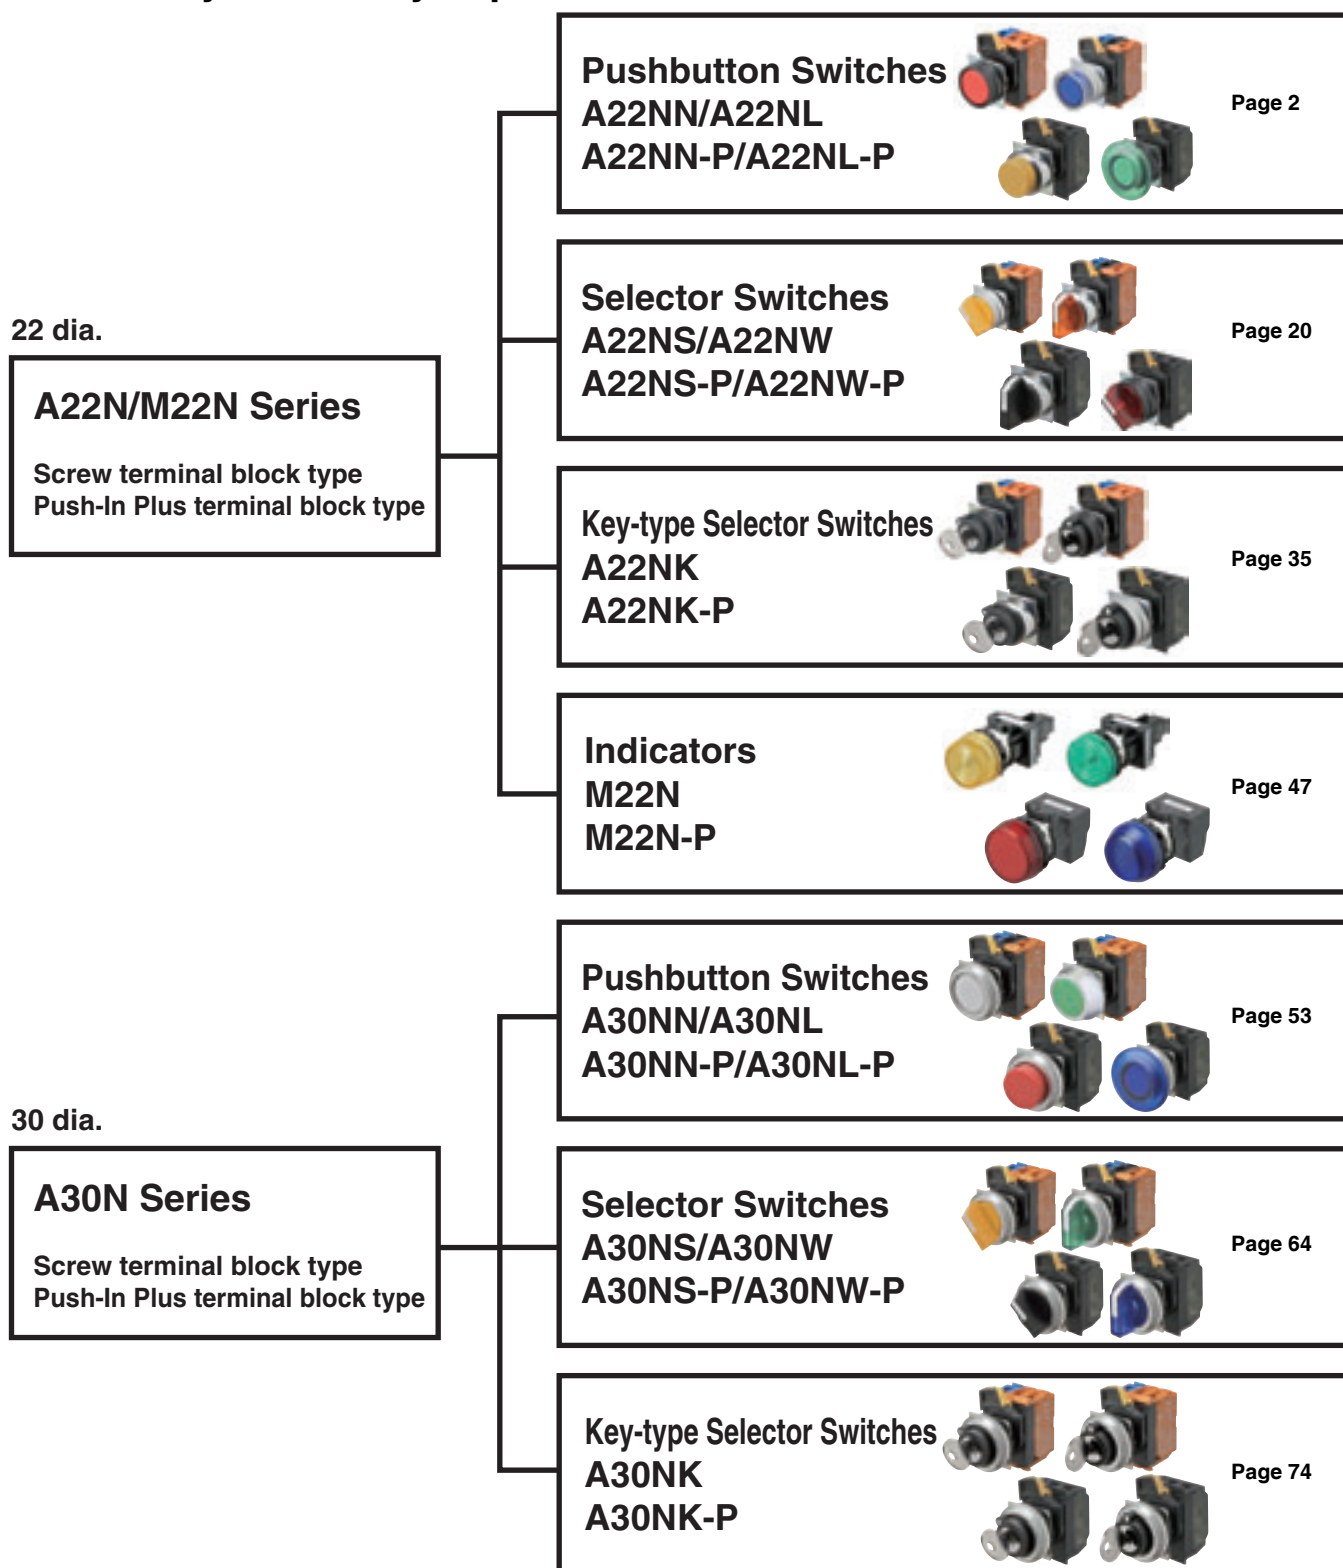 Pushbutton Switches
A22NN/A22NL
A22NN-P/A22NL-P
Page 2
22 dia.
A22N/M22N Series
Screw terminal block type
Push-In Plus terminal block type
Selector Switches
A22NS/A22NW
A22NS-P/A22NW-P
Page 20
Key-type Selector Switches
A22NK
A22NK-P
Page 35
Indicators
M22N
M22N-P
Page 47
30 dia.
A30N Series
Screw terminal block type
Push-In Plus terminal block type
Pushbutton Switches
A30NN/A30NL
A30NN-P/A30NL-P
Page 53
Selector Switches
A30NS/A30NW
A30NS-P/A30NW-P
Page 64
Key-type Selector Switches
A30NK
A30NK-P
Page 74